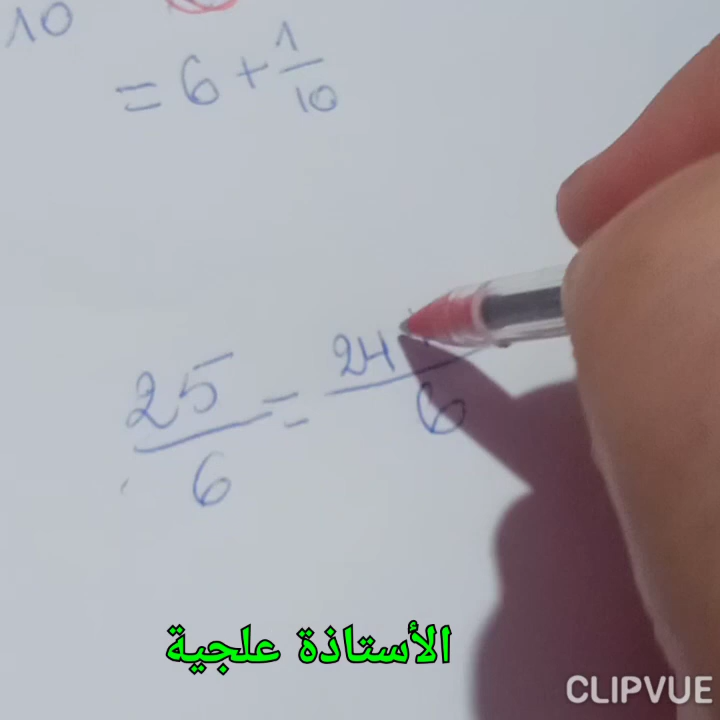 10
= 6 + 1/10
25/6 = 24/6
الأستاذة علجية
CLIPVUE